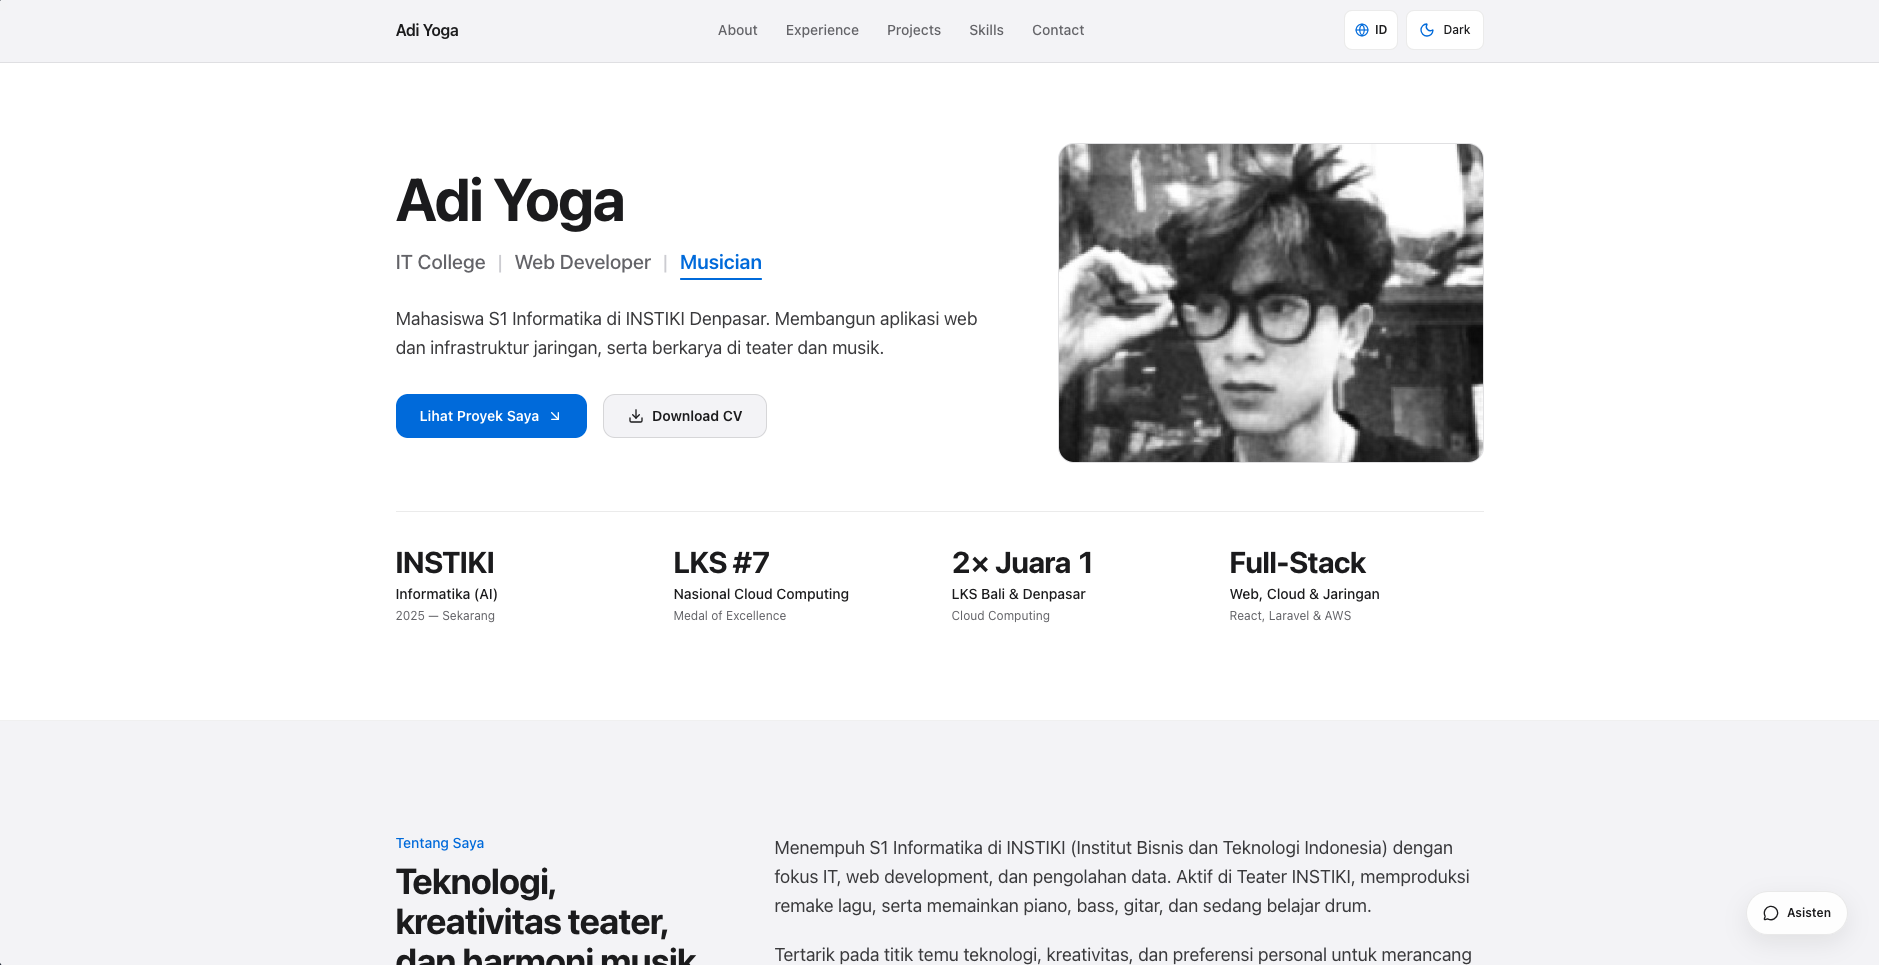 Adi Yoga
About
Experience
Projects
Skills
Contact
ID
Dark
Adi Yoga
IT College | Web Developer | Musician
Mahasiswa S1 Informatika di INSTIKI Denpasar. Membangun aplikasi web
dan infrastruktur jaringan, serta berkarya di teater dan musik.
Lihat Proyek Saya
Download CV
INSTIKI
Informatika (AI)
2025 — Sekarang
LKS #7
Nasional Cloud Computing
Medal of Excellence
2× Juara 1
LKS Bali & Denpasar
Cloud Computing
Full-Stack
Web, Cloud & Jaringan
React, Laravel & AWS
Tentang Saya
Teknologi,
kreativitas teater,
dan harmoni musik
Menempuh S1 Informatika di INSTIKI (Institut Bisnis dan Teknologi Indonesia) dengan
fokus IT, web development, dan pengolahan data. Aktif di Teater INSTIKI, memproduksi
remake lagu, serta memainkan piano, bass, gitar, dan sedang belajar drum.
Tertarik pada titik temu teknologi, kreativitas, dan preferensi personal untuk merancang
Asisten